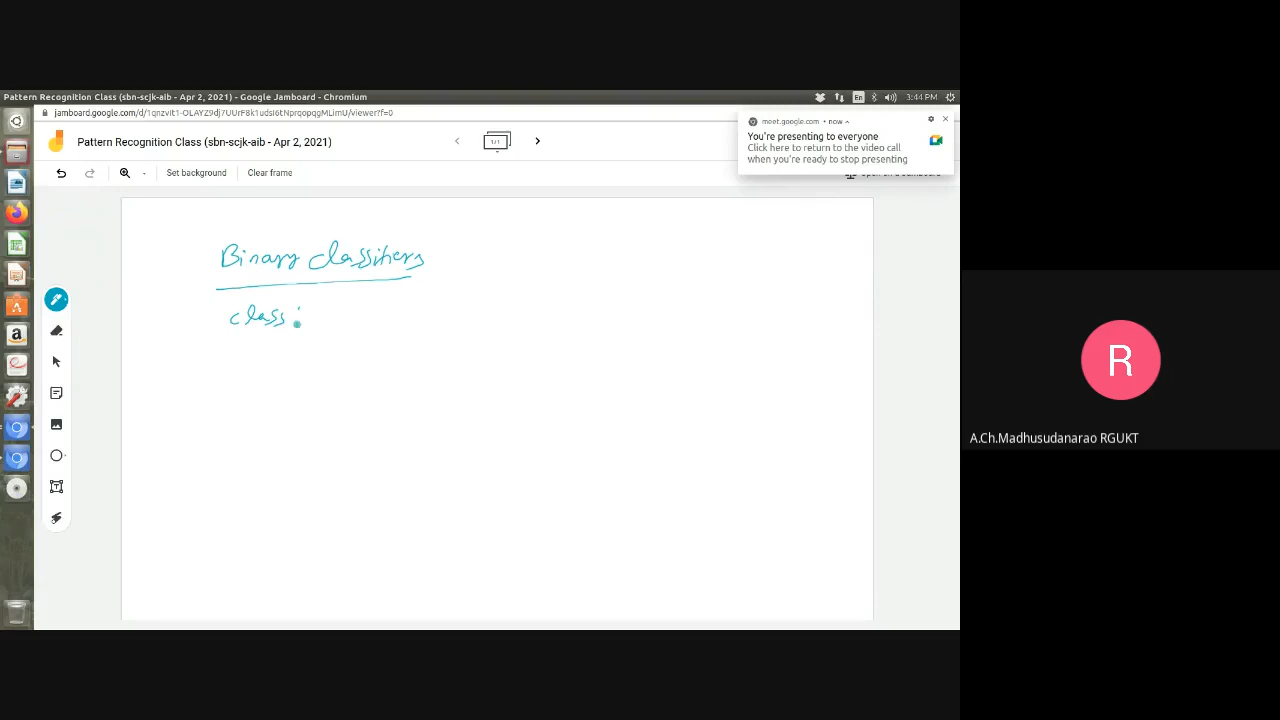 Pattern Recognition Class (sbn-scjk-aib - Apr 2, 2021) - Google Jamboard - Chromium
En
3:44 PM
meet.google.com • now
You're presenting to everyone
Click here to return to the video call
when you're ready to stop presenting
Pattern Recognition Class (sbn-scjk-aib - Apr 2, 2021)
1/1
Set background
Clear frame
Binary classifiers
class :
R
A.Ch.Madhusudanarao RGUKT